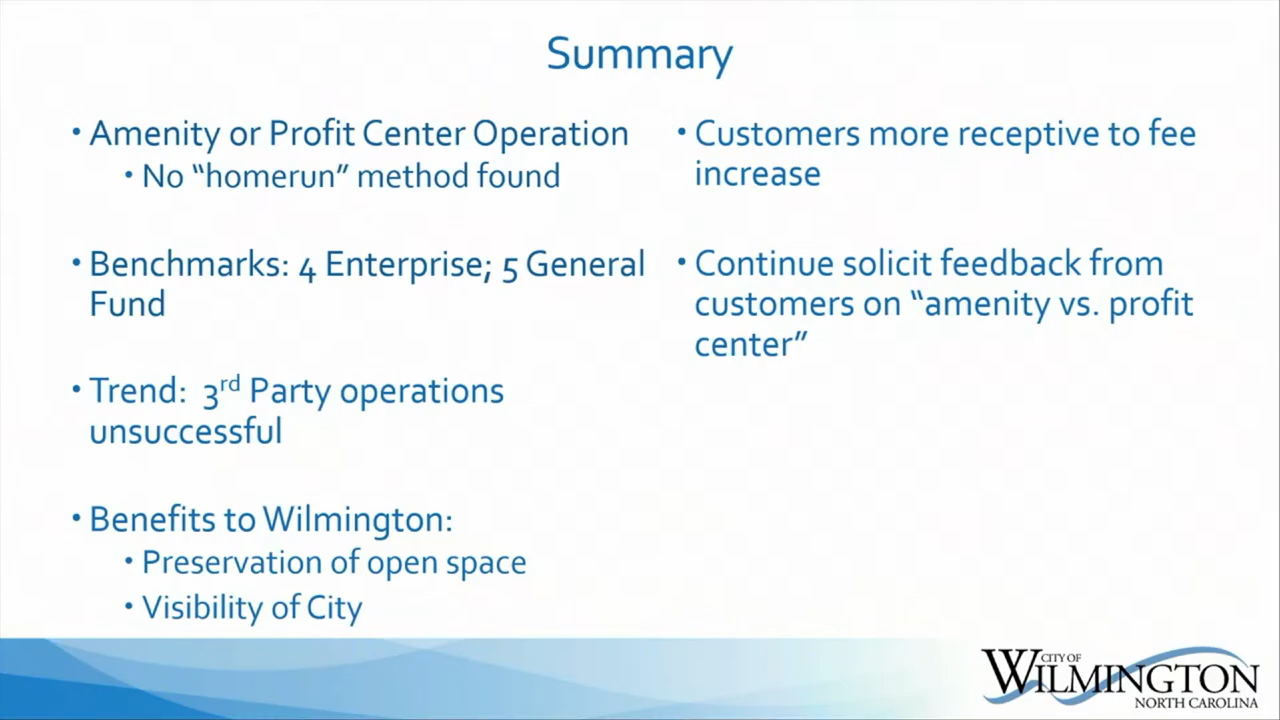 Summary
• Amenity or Profit Center Operation
• No “homerun” method found
• Benchmarks: 4 Enterprise; 5 General
Fund
• Trend: 3rd Party operations
unsuccessful
• Benefits to Wilmington:
• Preservation of open space
• Visibility of City
• Customers more receptive to fee
increase
• Continue solicit feedback from
customers on “amenity vs. profit
center”
CITY OF
WILMINGTON
NORTH CAROLINA